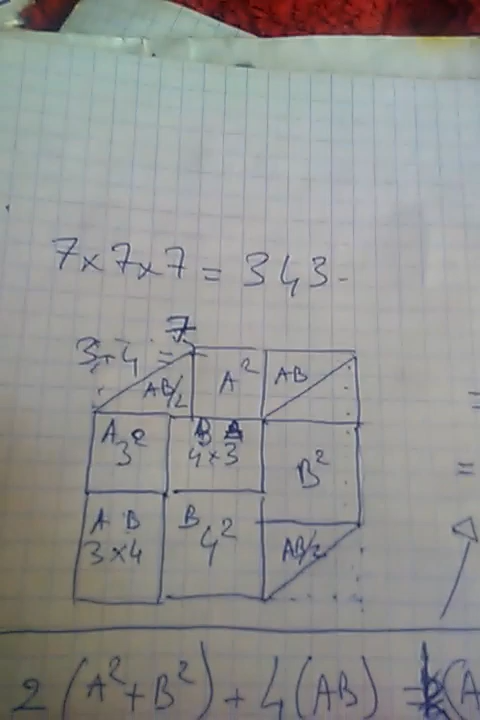 7×7×7 = 343-
3+4 = 7
AB/2 A² AB
A 3² B A 4×3 B²
A B 3×4 B 4² AB/2
=
=
2 (A²+B²) + 4 (AB) = (A